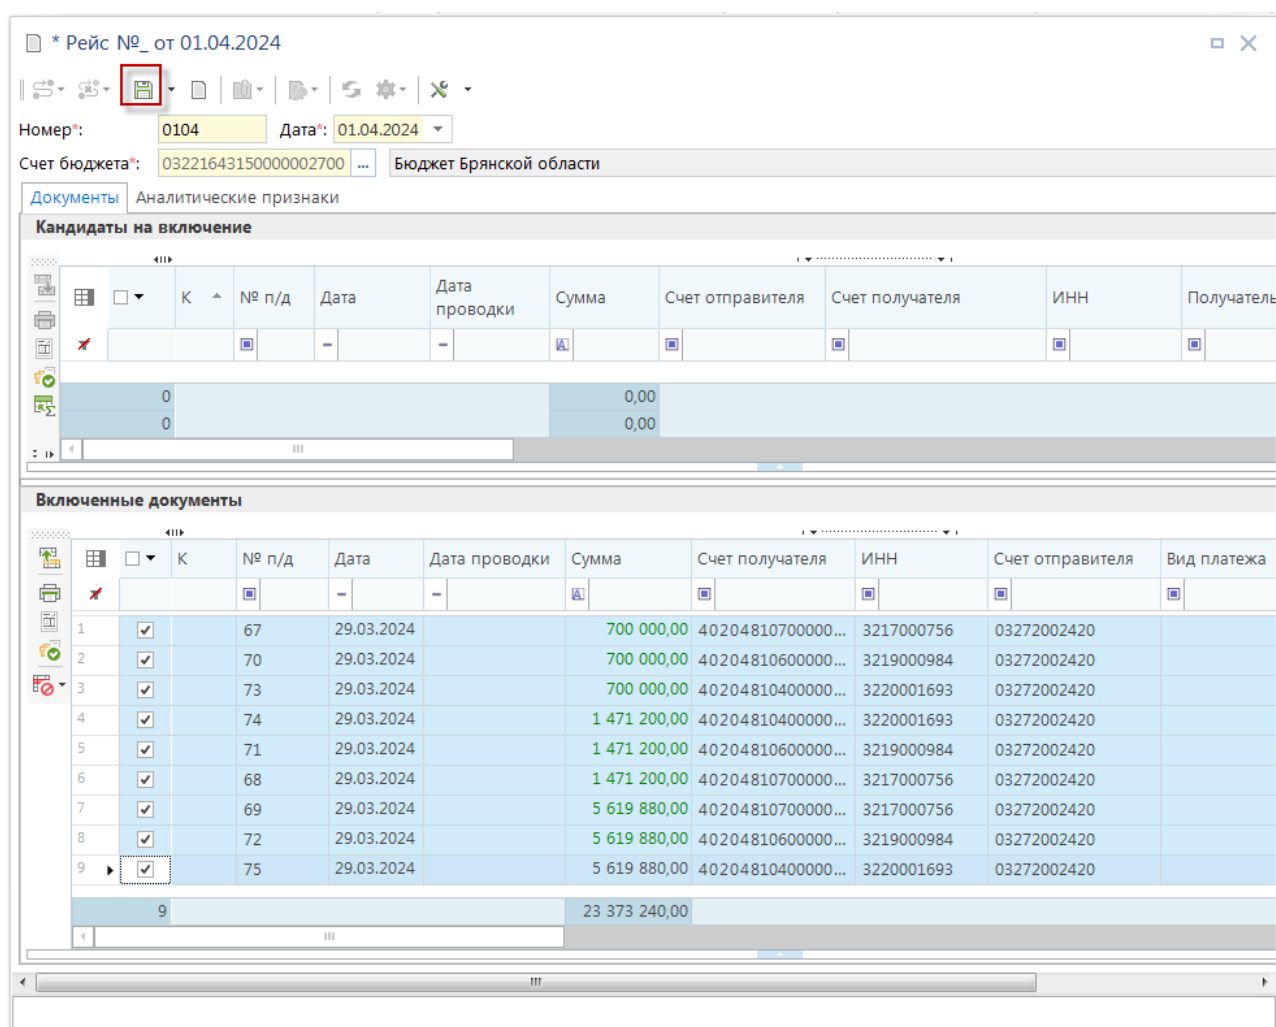 * Рейс №_ от 01.04.2024
Номер*: 0104 Дата*: 01.04.2024
Счет бюджета*: 03221643150000002700 ... Бюджет Брянской области
Документы Аналитические признаки
Кандидаты на включение
К № п/д Дата Дата проводки Сумма Счет отправителя Счет получателя ИНН Получатель
0 0,00
0 0,00
Включенные документы
К № п/д Дата Дата проводки Сумма Счет получателя ИНН Счет отправителя Вид платежа
1 67 29.03.2024 700 000,00 40204810700000... 3217000756 03272002420
2 70 29.03.2024 700 000,00 40204810600000... 3219000984 03272002420
3 73 29.03.2024 700 000,00 40204810400000... 3220001693 03272002420
4 74 29.03.2024 1 471 200,00 40204810400000... 3220001693 03272002420
5 71 29.03.2024 1 471 200,00 40204810600000... 3219000984 03272002420
6 68 29.03.2024 1 471 200,00 40204810700000... 3217000756 03272002420
7 69 29.03.2024 5 619 880,00 40204810700000... 3217000756 03272002420
8 72 29.03.2024 5 619 880,00 40204810600000... 3219000984 03272002420
9 75 29.03.2024 5 619 880,00 40204810400000... 3220001693 03272002420
9 23 373 240,00